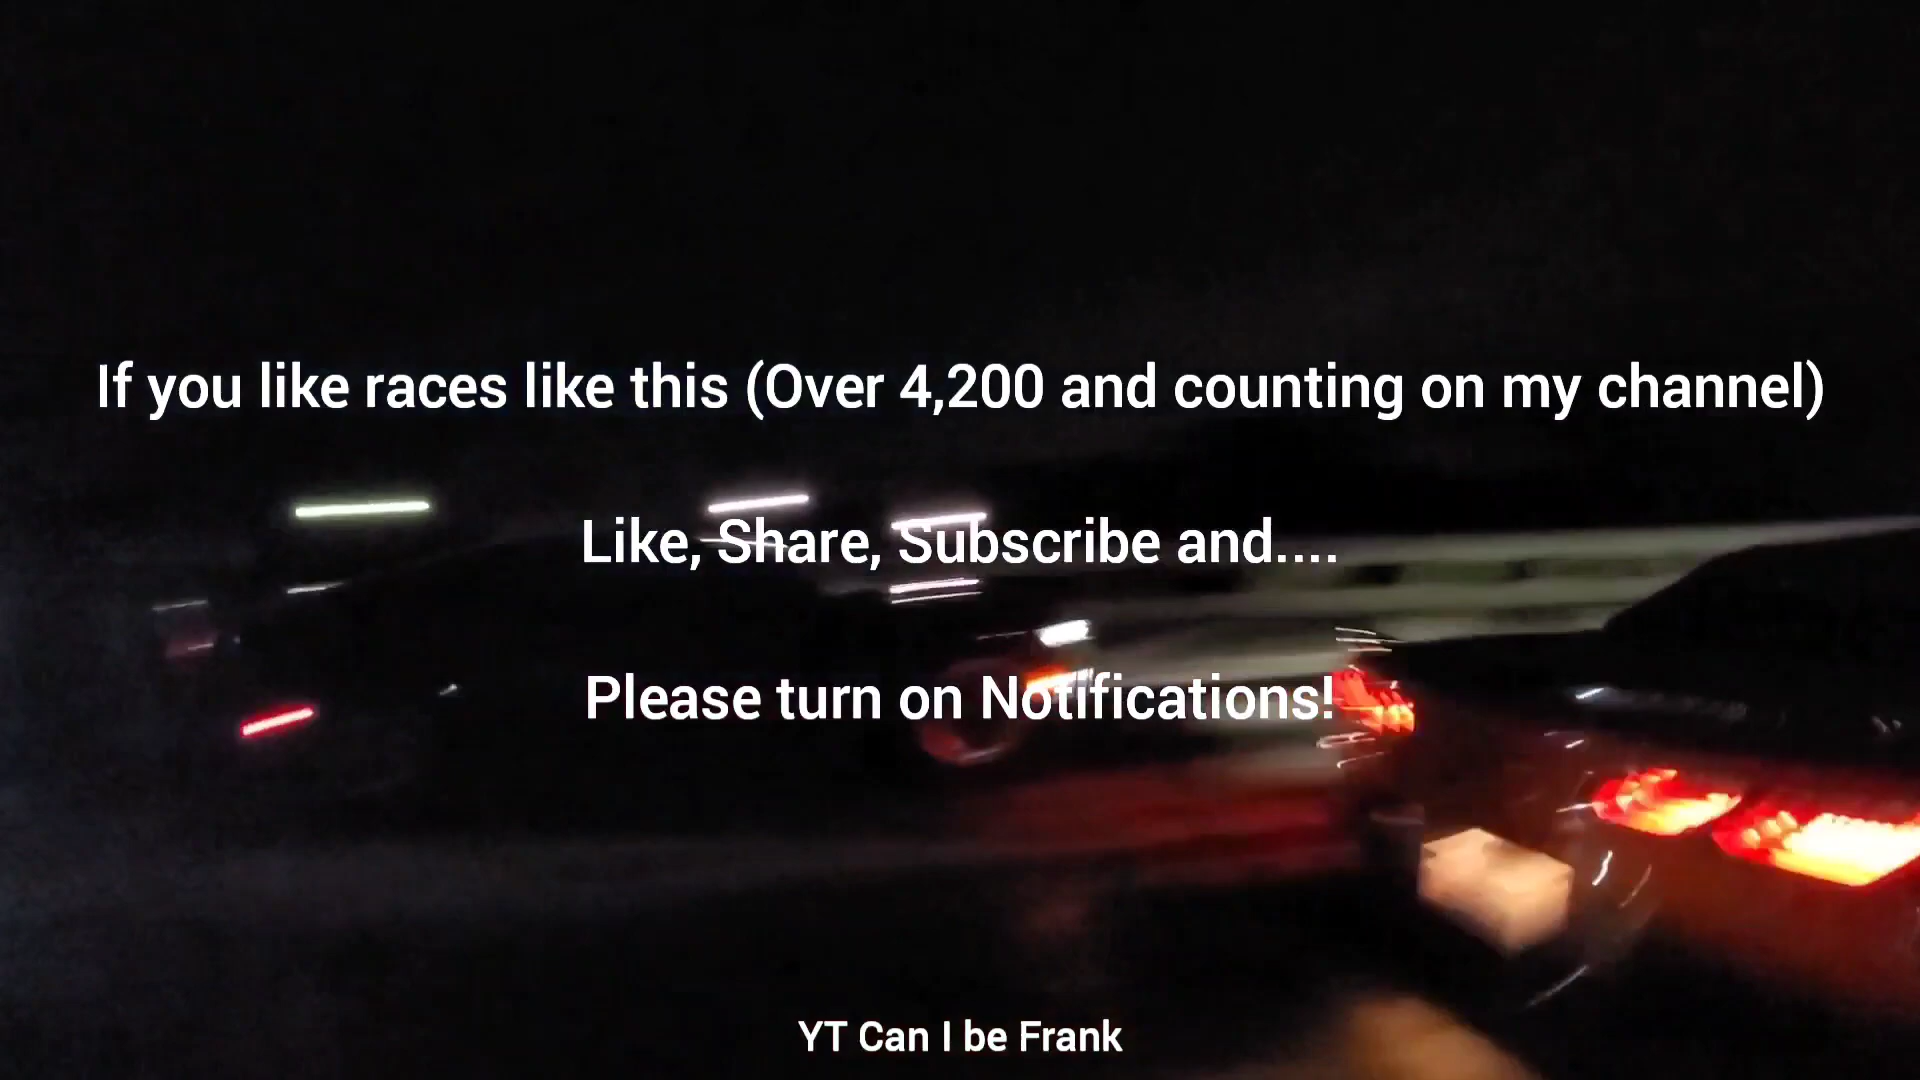 If you like races like this (Over 4,200 and counting on my channel)
Like, Share, Subscribe and....
Please turn on Notifications!
YT Can I be Frank